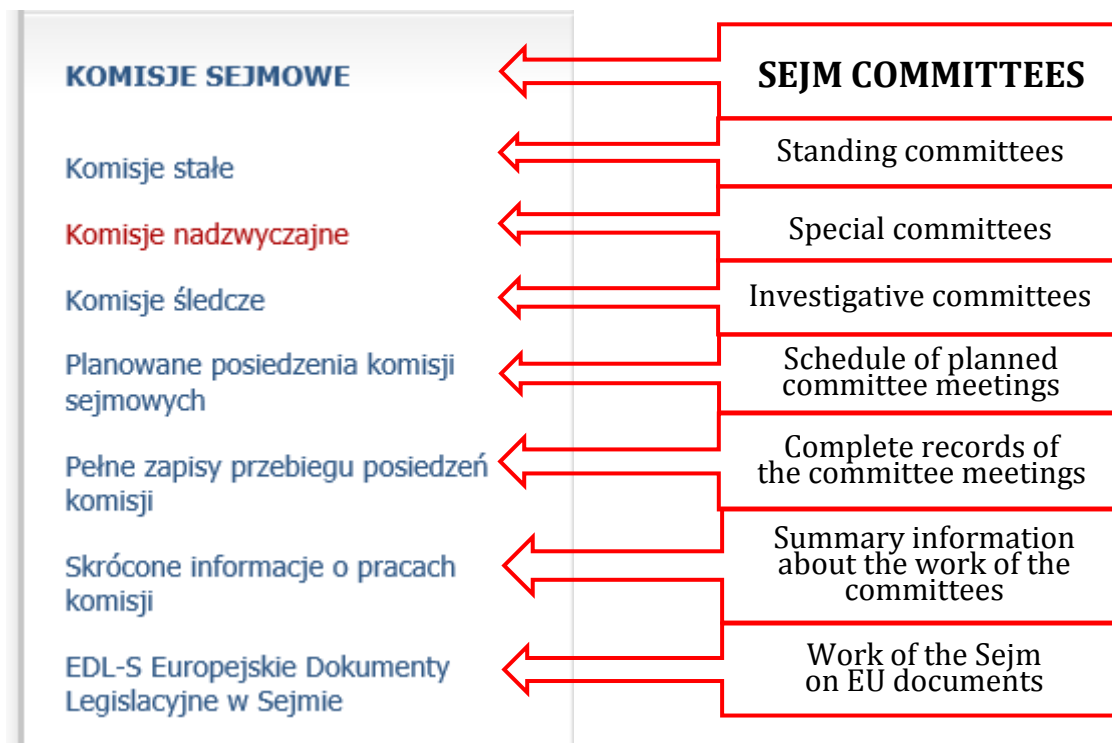 KOMISJE SEJMOWE
SEJM COMMITTEES
Komisje stałe
Standing committees
Komisje nadzwyczajne
Special committees
Komisje śledcze
Investigative committees
Planowane posiedzenia komisji
sejmowych
Schedule of planned
committee meetings
Pełne zapisy przebiegu posiedzeń
komisji
Complete records of
the committee meetings
Skrócone informacje o pracach
komisji
Summary information
about the work of the
committees
EDL-S Europejskie Dokumenty
Legislacyjne w Sejmie
Work of the Sejm
on EU documents